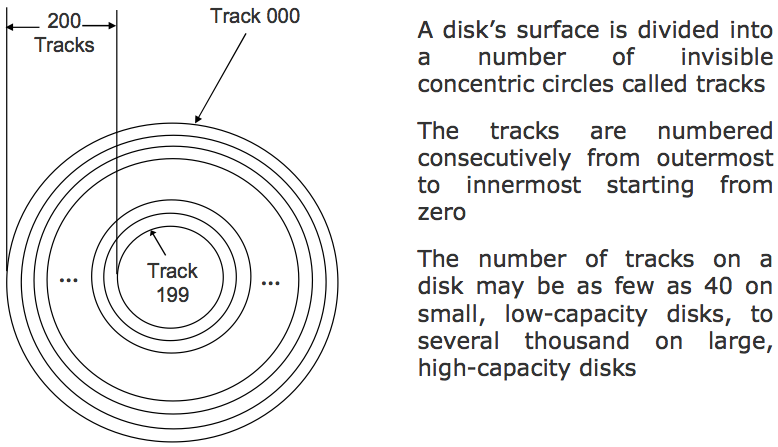 200
Tracks
Track 000
Track
199
...
...
A disk’s surface is divided into
a number of invisible
concentric circles called tracks
The tracks are numbered
consecutively from outermost
to innermost starting from
zero
The number of tracks on a
disk may be as few as 40 on
small, low-capacity disks, to
several thousand on large,
high-capacity disks